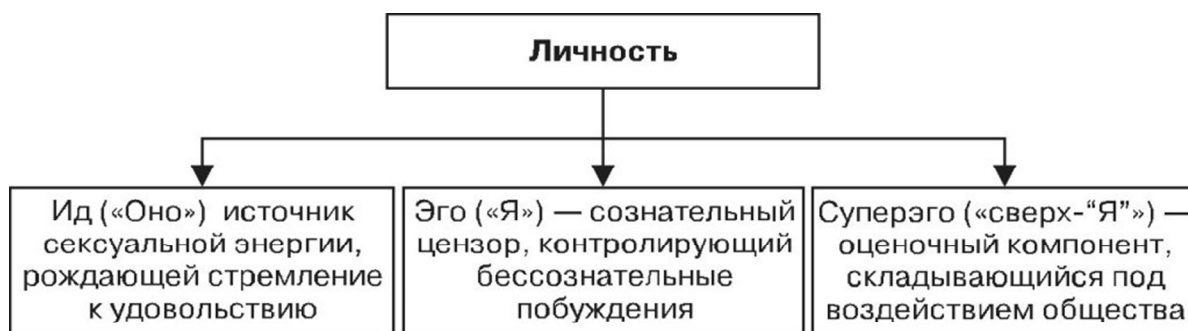 Личность
Ид («Оно») источник
сексуальной энергии,
рождающей стремление
к удовольствию
Эго («Я») — сознательный
цензор, контролирующий
бессознательные
побуждения
Суперэго («сверх-“Я”») —
оценочный компонент,
складывающийся под
воздействием общества